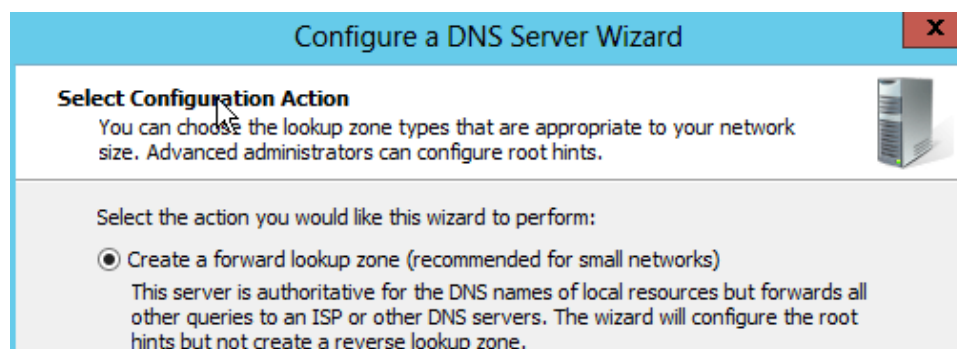 Configure a DNS Server Wizard
x
Select Configuration Action
You can choose the lookup zone types that are appropriate to your network
size. Advanced administrators can configure root hints.
Select the action you would like this wizard to perform:
Create a forward lookup zone (recommended for small networks)
This server is authoritative for the DNS names of local resources but forwards all
other queries to an ISP or other DNS servers. The wizard will configure the root
hints but not create a reverse lookup zone.